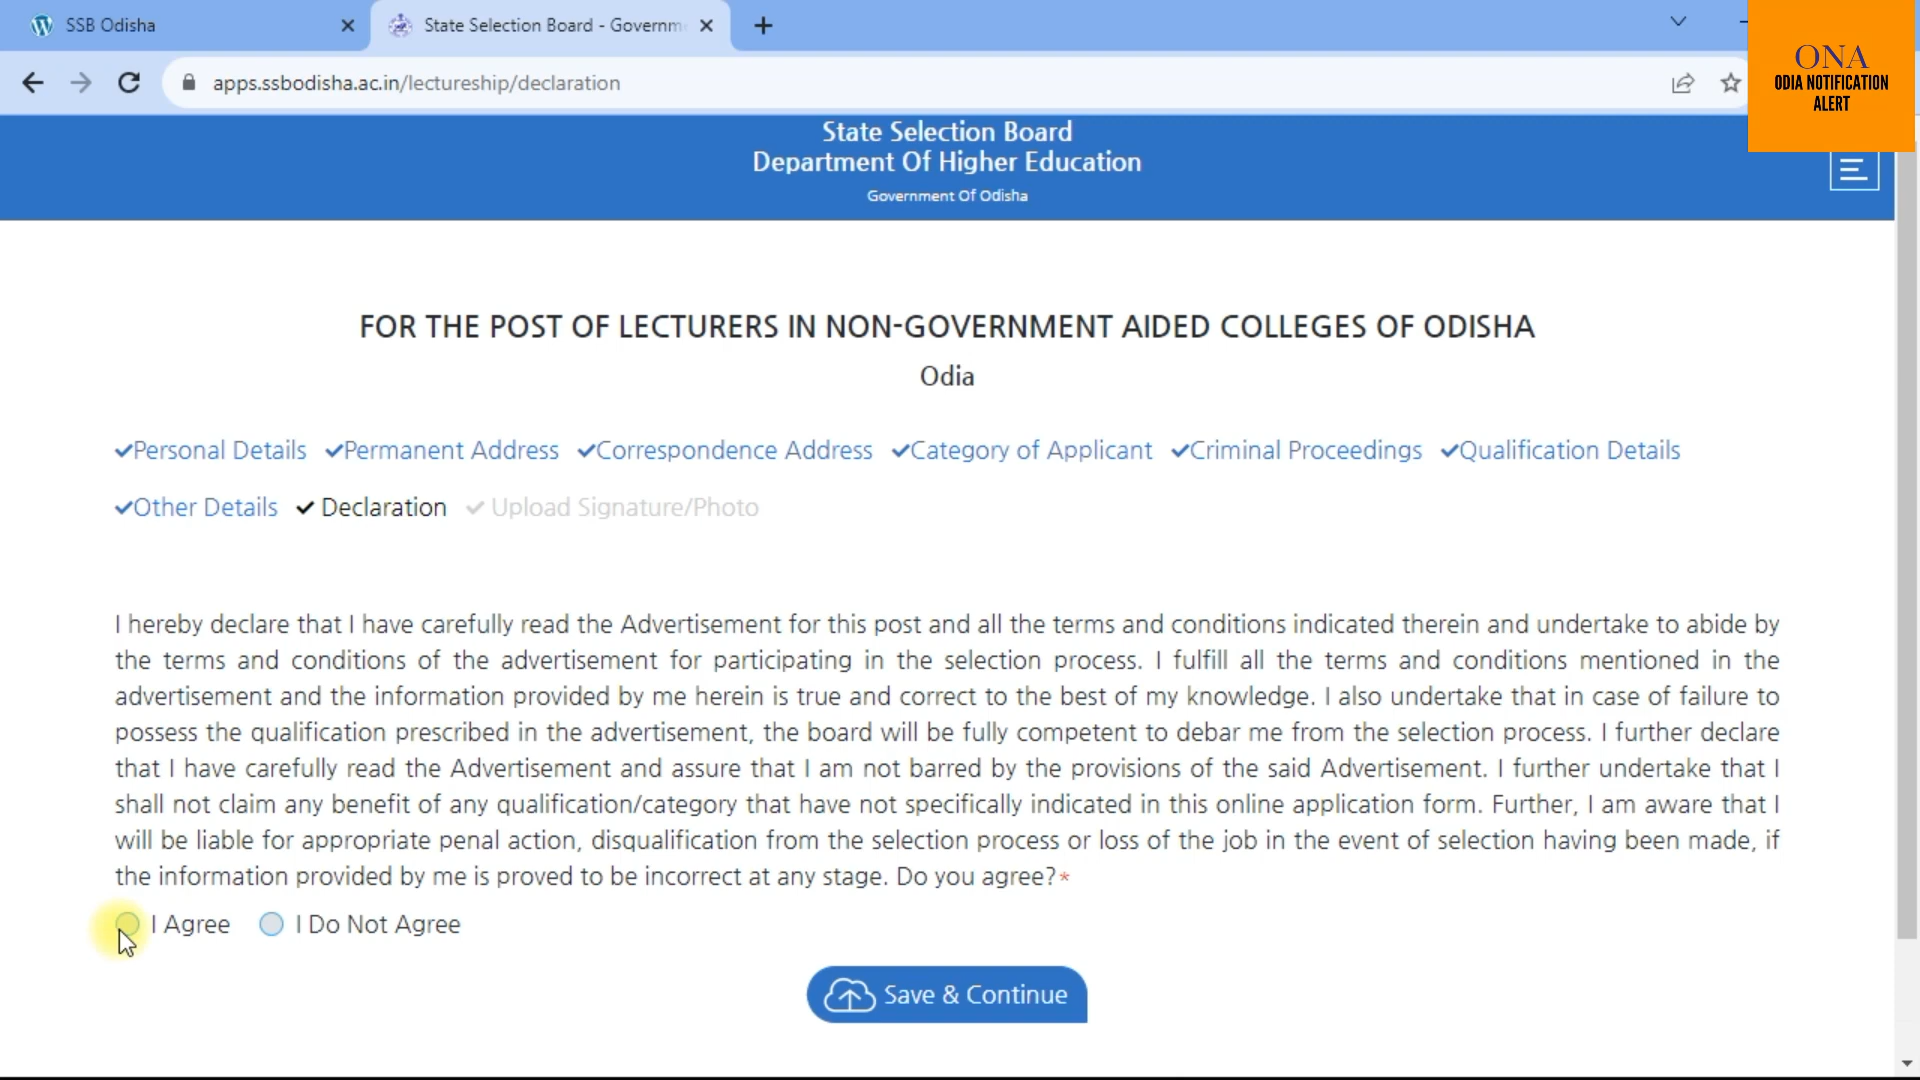 SSB Odisha
State Selection Board - Governm
apps.ssbodisha.ac.in/lectureship/declaration
ONA
ODIA NOTIFICATION
ALERT
State Selection Board
Department Of Higher Education
Government Of Odisha
FOR THE POST OF LECTURERS IN NON-GOVERNMENT AIDED COLLEGES OF ODISHA
Odia
Personal Details Permanent Address Correspondence Address Category of Applicant Criminal Proceedings Qualification Details
Other Details Declaration Upload Signature/Photo
I hereby declare that I have carefully read the Advertisement for this post and all the terms and conditions indicated therein and undertake to abide by
the terms and conditions of the advertisement for participating in the selection process. I fulfill all the terms and conditions mentioned in the
advertisement and the information provided by me herein is true and correct to the best of my knowledge. I also undertake that in case of failure to
possess the qualification prescribed in the advertisement, the board will be fully competent to debar me from the selection process. I further declare
that I have carefully read the Advertisement and assure that I am not barred by the provisions of the said Advertisement. I further undertake that I
shall not claim any benefit of any qualification/category that have not specifically indicated in this online application form. Further, I am aware that I
will be liable for appropriate penal action, disqualification from the selection process or loss of the job in the event of selection having been made, if
the information provided by me is proved to be incorrect at any stage. Do you agree?*
I Agree I Do Not Agree
Save & Continue